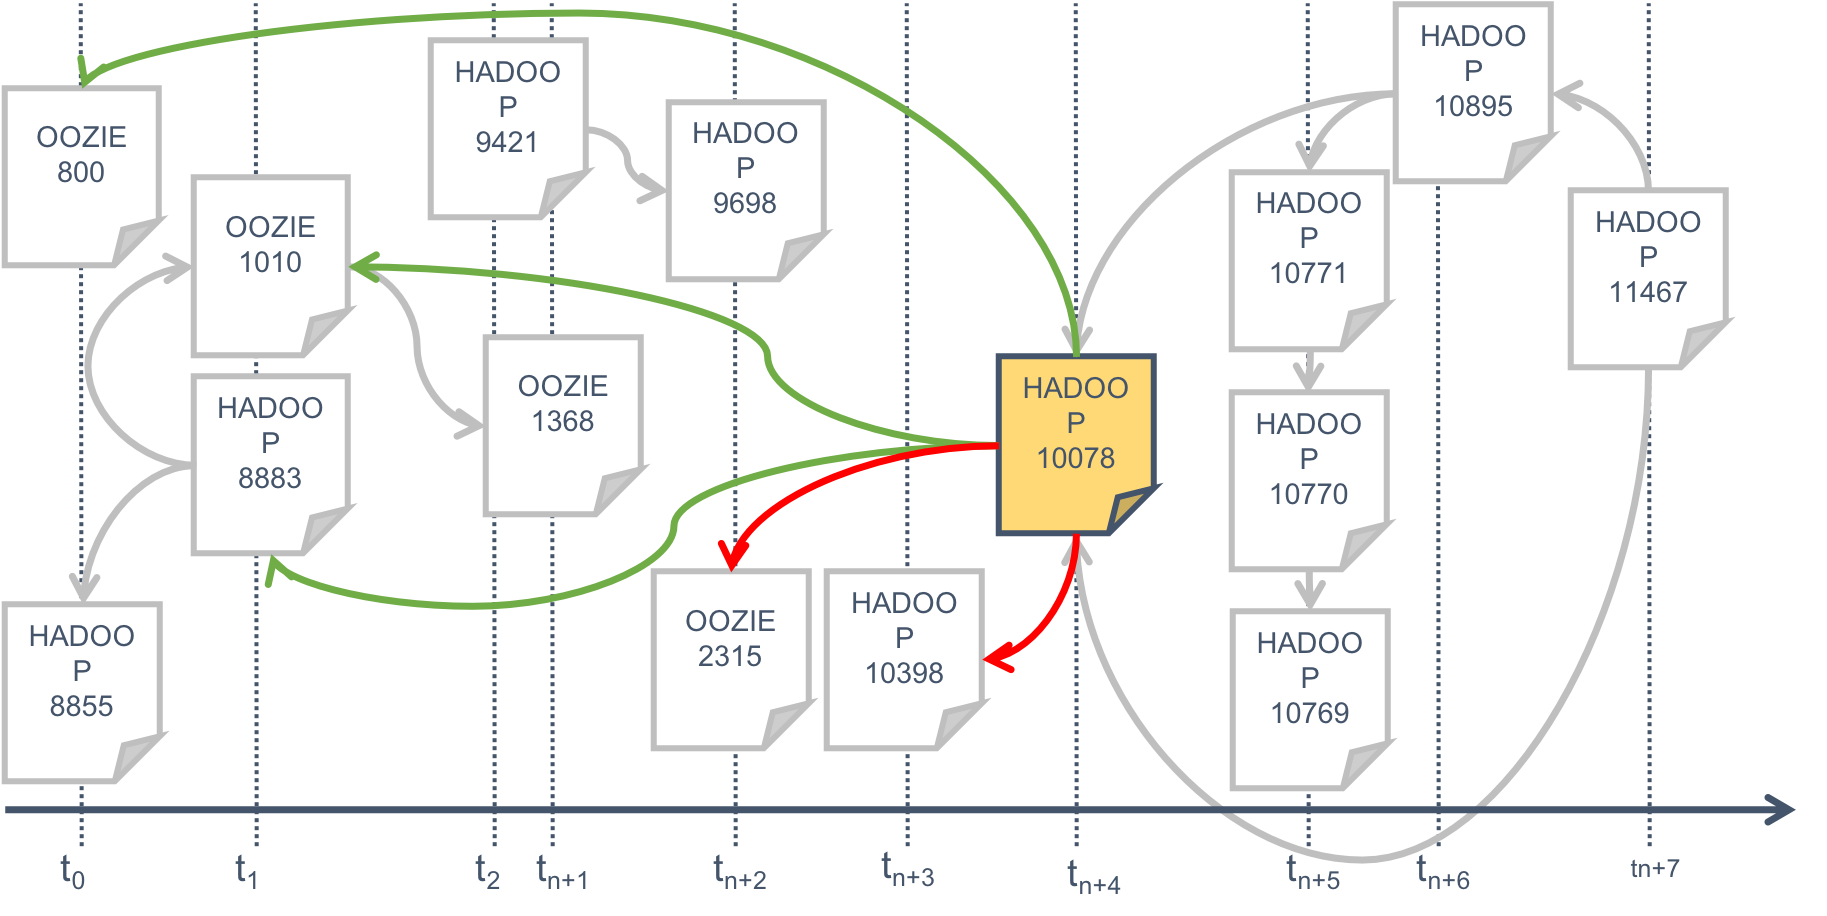 OOZIE
800
OOZIE
1010
HADOO
P
8883
HADOO
P
8855
HADOO
P
9421
HADOO
P
9698
OOZIE
1368
OOZIE
2315
HADOO
P
10398
HADOO
P
10078
HADOO
P
10895
HADOO
P
10771
HADOO
P
10770
HADOO
P
10769
HADOO
P
11467
t0 t1 t2 tn+1 tn+2 tn+3 tn+4 tn+5 tn+6 tn+7